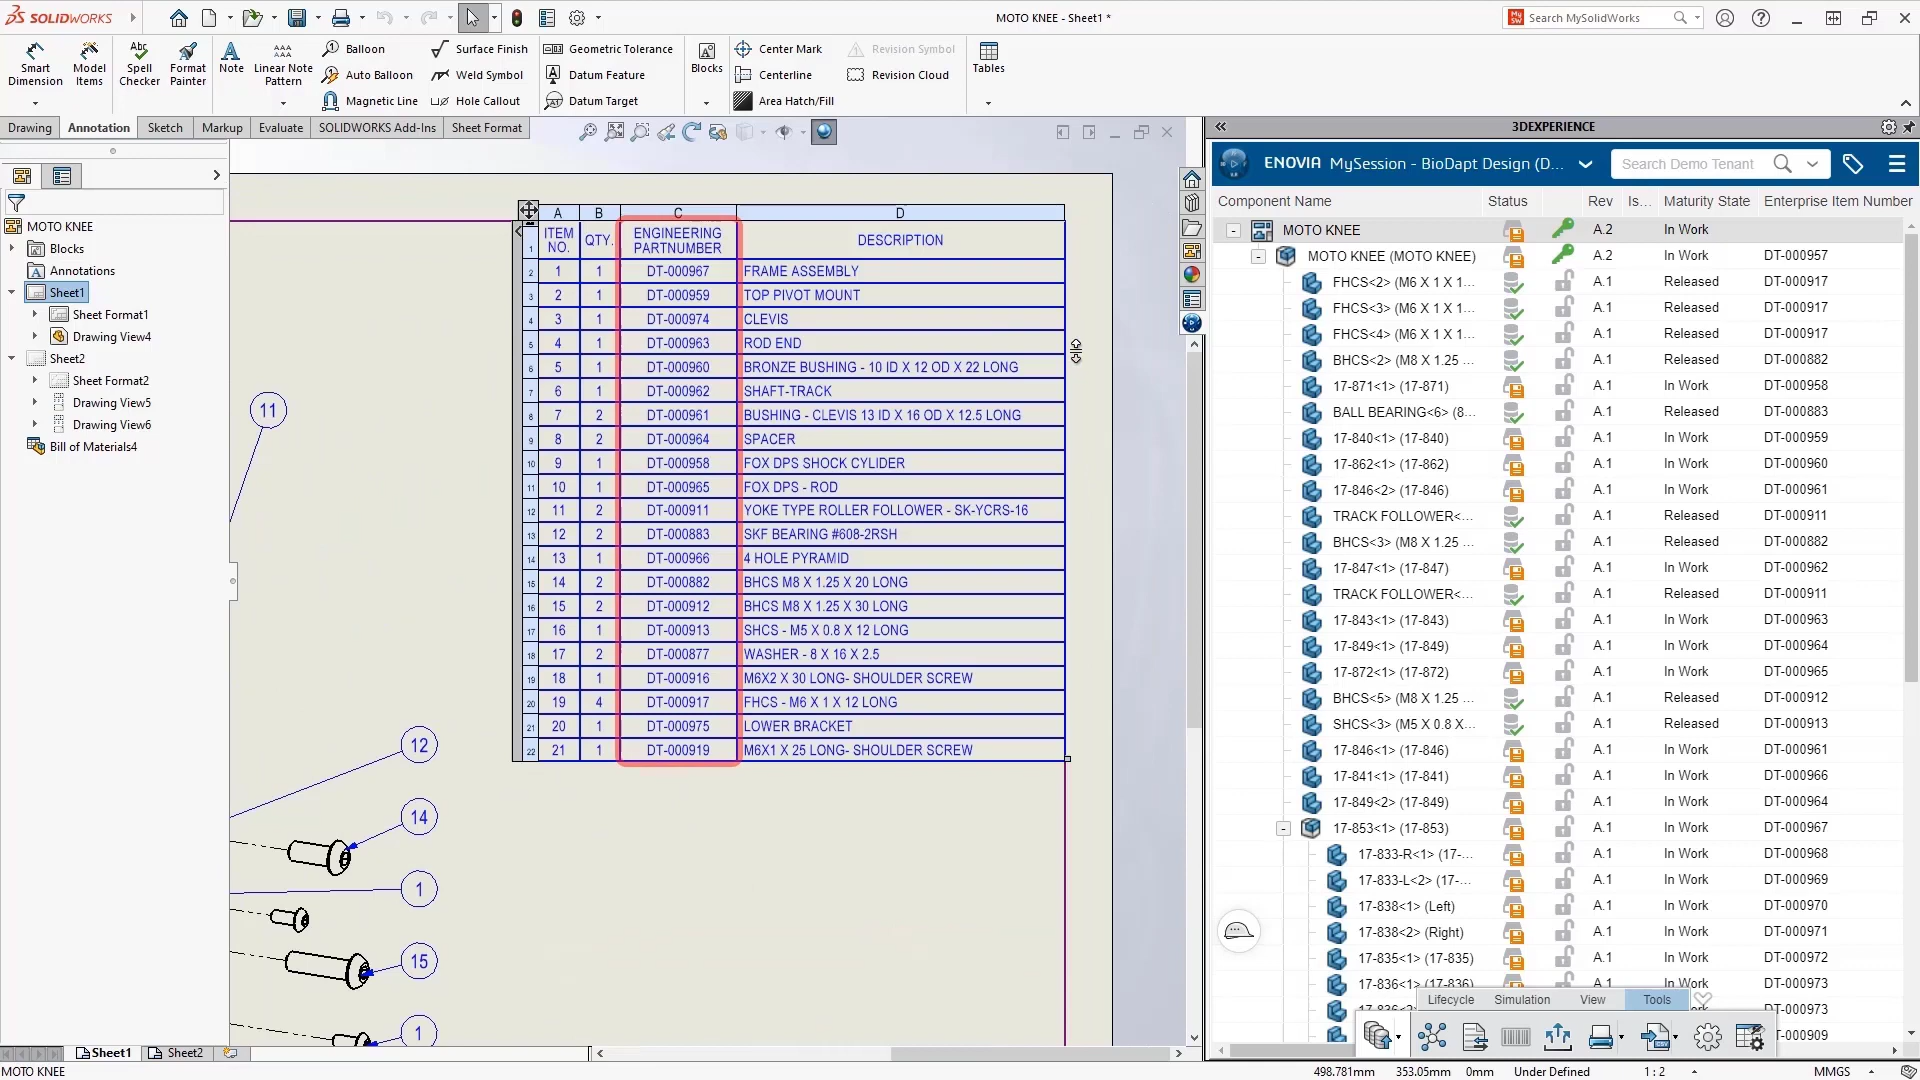 SOLIDWORKS
MOTO KNEE - Sheet1 *
Search MySolidWorks
Smart Dimension
Model Items
Spell Checker
Format Painter
Note
Linear Note Pattern
Balloon
Auto Balloon
Magnetic Line
Surface Finish
Weld Symbol
Hole Callout
Geometric Tolerance
Datum Feature
Datum Target
Blocks
Center Mark
Centerline
Area Hatch/Fill
Revision Symbol
Revision Cloud
Tables
Drawing
Annotation
Sketch
Markup
Evaluate
SOLIDWORKS Add-Ins
Sheet Format
MOTO KNEE
Blocks
Annotations
Sheet1
Sheet Format1
Drawing View4
Sheet2
Sheet Format2
Drawing View5
Drawing View6
Bill of Materials4
11
12
14
1
15
1
A B C D
1 ITEM NO. QTY. ENGINEERING PARTNUMBER DESCRIPTION
2 1 1 DT-000967 FRAME ASSEMBLY
3 2 1 DT-000959 TOP PIVOT MOUNT
4 3 1 DT-000974 CLEVIS
5 4 1 DT-000963 ROD END
6 5 1 DT-000960 BRONZE BUSHING - 10 ID X 12 OD X 22 LONG
7 6 1 DT-000962 SHAFT-TRACK
8 7 2 DT-000961 BUSHING - CLEVIS 13 ID X 16 OD X 12.5 LONG
9 8 2 DT-000964 SPACER
10 9 1 DT-000958 FOX DPS SHOCK CYLIDER
11 10 1 DT-000965 FOX DPS - ROD
12 11 2 DT-000911 YOKE TYPE ROLLER FOLLOWER - SK-YCRS-16
13 12 2 DT-000883 SKF BEARING #608-2RSH
14 13 1 DT-000966 4 HOLE PYRAMID
15 14 2 DT-000882 BHCS M8 X 1.25 X 20 LONG
16 15 2 DT-000912 BHCS M8 X 1.25 X 30 LONG
17 16 1 DT-000913 SHCS - M5 X 0.8 X 12 LONG
18 17 2 DT-000877 WASHER - 8 X 16 X 2.5
19 18 1 DT-000916 M6X2 X 30 LONG- SHOULDER SCREW
20 19 4 DT-000917 FHCS - M6 X 1 X 12 LONG
21 20 1 DT-000975 LOWER BRACKET
22 21 1 DT-000919 M6X1 X 25 LONG- SHOULDER SCREW
3DEXPERIENCE
ENOVIA MySession - BioDapt Design (D...
Search Demo Tenant
Component Name Status Rev Is... Maturity State Enterprise Item Number
MOTO KNEE A.2 In Work
MOTO KNEE (MOTO KNEE) A.2 In Work DT-000957
FHCS<2> (M6 X 1 X 1... A.1 Released DT-000917
FHCS<3> (M6 X 1 X 1... A.1 Released DT-000917
FHCS<4> (M6 X 1 X 1... A.1 Released DT-000917
BHCS<2> (M8 X 1.25 ... A.1 Released DT-000882
17-871<1> (17-871) A.1 In Work DT-000958
BALL BEARING<6> (8... A.1 Released DT-000883
17-840<1> (17-840) A.1 In Work DT-000959
17-862<1> (17-862) A.1 In Work DT-000960
17-846<2> (17-846) A.1 In Work DT-000961
TRACK FOLLOWER<... A.1 Released DT-000911
BHCS<3> (M8 X 1.25 ... A.1 Released DT-000882
17-847<1> (17-847) A.1 In Work DT-000962
TRACK FOLLOWER<... A.1 Released DT-000911
17-843<1> (17-843) A.1 In Work DT-000963
17-849<1> (17-849) A.1 In Work DT-000964
17-872<1> (17-872) A.1 In Work DT-000965
BHCS<5> (M8 X 1.25 ... A.1 Released DT-000912
SHCS<3> (M5 X 0.8 X... A.1 Released DT-000913
17-846<1> (17-846) A.1 In Work DT-000961
17-841<1> (17-841) A.1 In Work DT-000966
17-849<2> (17-849) A.1 In Work DT-000964
17-853<1> (17-853) A.1 In Work DT-000967
17-833-R<1> (17-... A.1 In Work DT-000968
17-833-L<2> (17-... A.1 In Work DT-000969
17-838<1> (Left) A.1 In Work DT-000970
17-838<2> (Right) A.1 In Work DT-000971
17-835<1> (17-835) A.1 In Work DT-000972
17-836<1> (17-836) A.1 In Work DT-000973
DT-000973
-000909
Lifecycle Simulation View Tools
Sheet1
Sheet2
MOTO KNEE
498.781mm 353.05mm 0mm Under Defined 1 : 2 MMGS